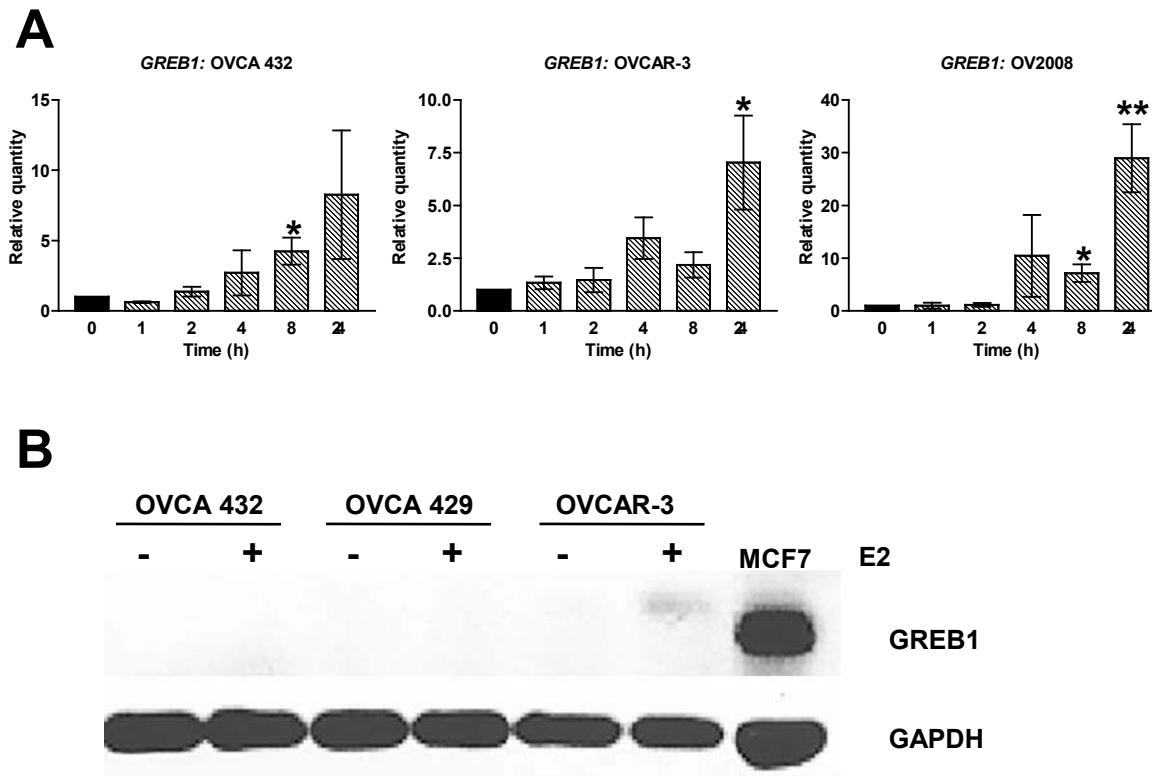 A
GREB1: OVCA 432
Relative quantity
15
10
5
0
*
0 1 2 4 8 24
Time (h)
GREB1: OVCAR-3
Relative quantity
10.0
7.5
5.0
2.5
0.0
*
0 1 2 4 8 24
Time (h)
GREB1: OV2008
Relative quantity
40
30
20
10
0
*
**
0 1 2 4 8 24
Time (h)
B
OVCA 432 OVCA 429 OVCAR-3
- + - + - + MCF7 E2
GREB1
GAPDH